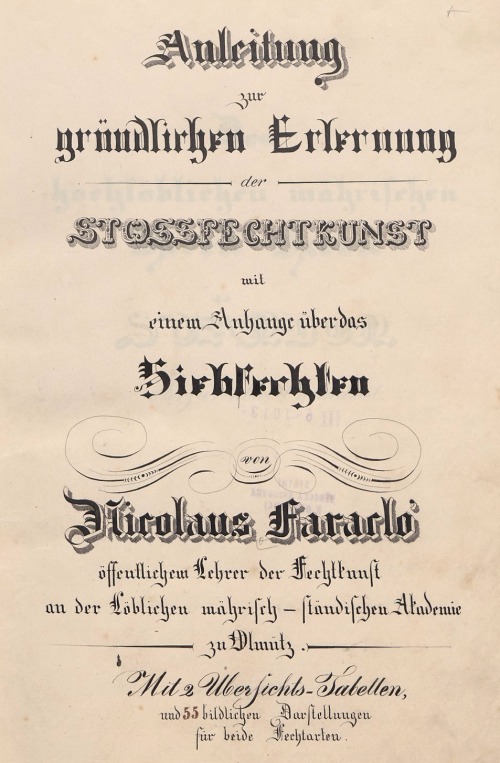 Anleitung
zur
gründlichen Erlernung
der
STOSSFECHTKUNST
mit
einem Anhange über das
Hiebfechten
von
Nicolaus Faraclo
öffentlichem Lehrer der Fechtkunst
an der Löblichen mährisch – ständischen Akademie
zu Olmütz.
Mit 2 Übersichts-Tabellen,
und 55 bildlichen Darstellungen
für beide Fechtarten.